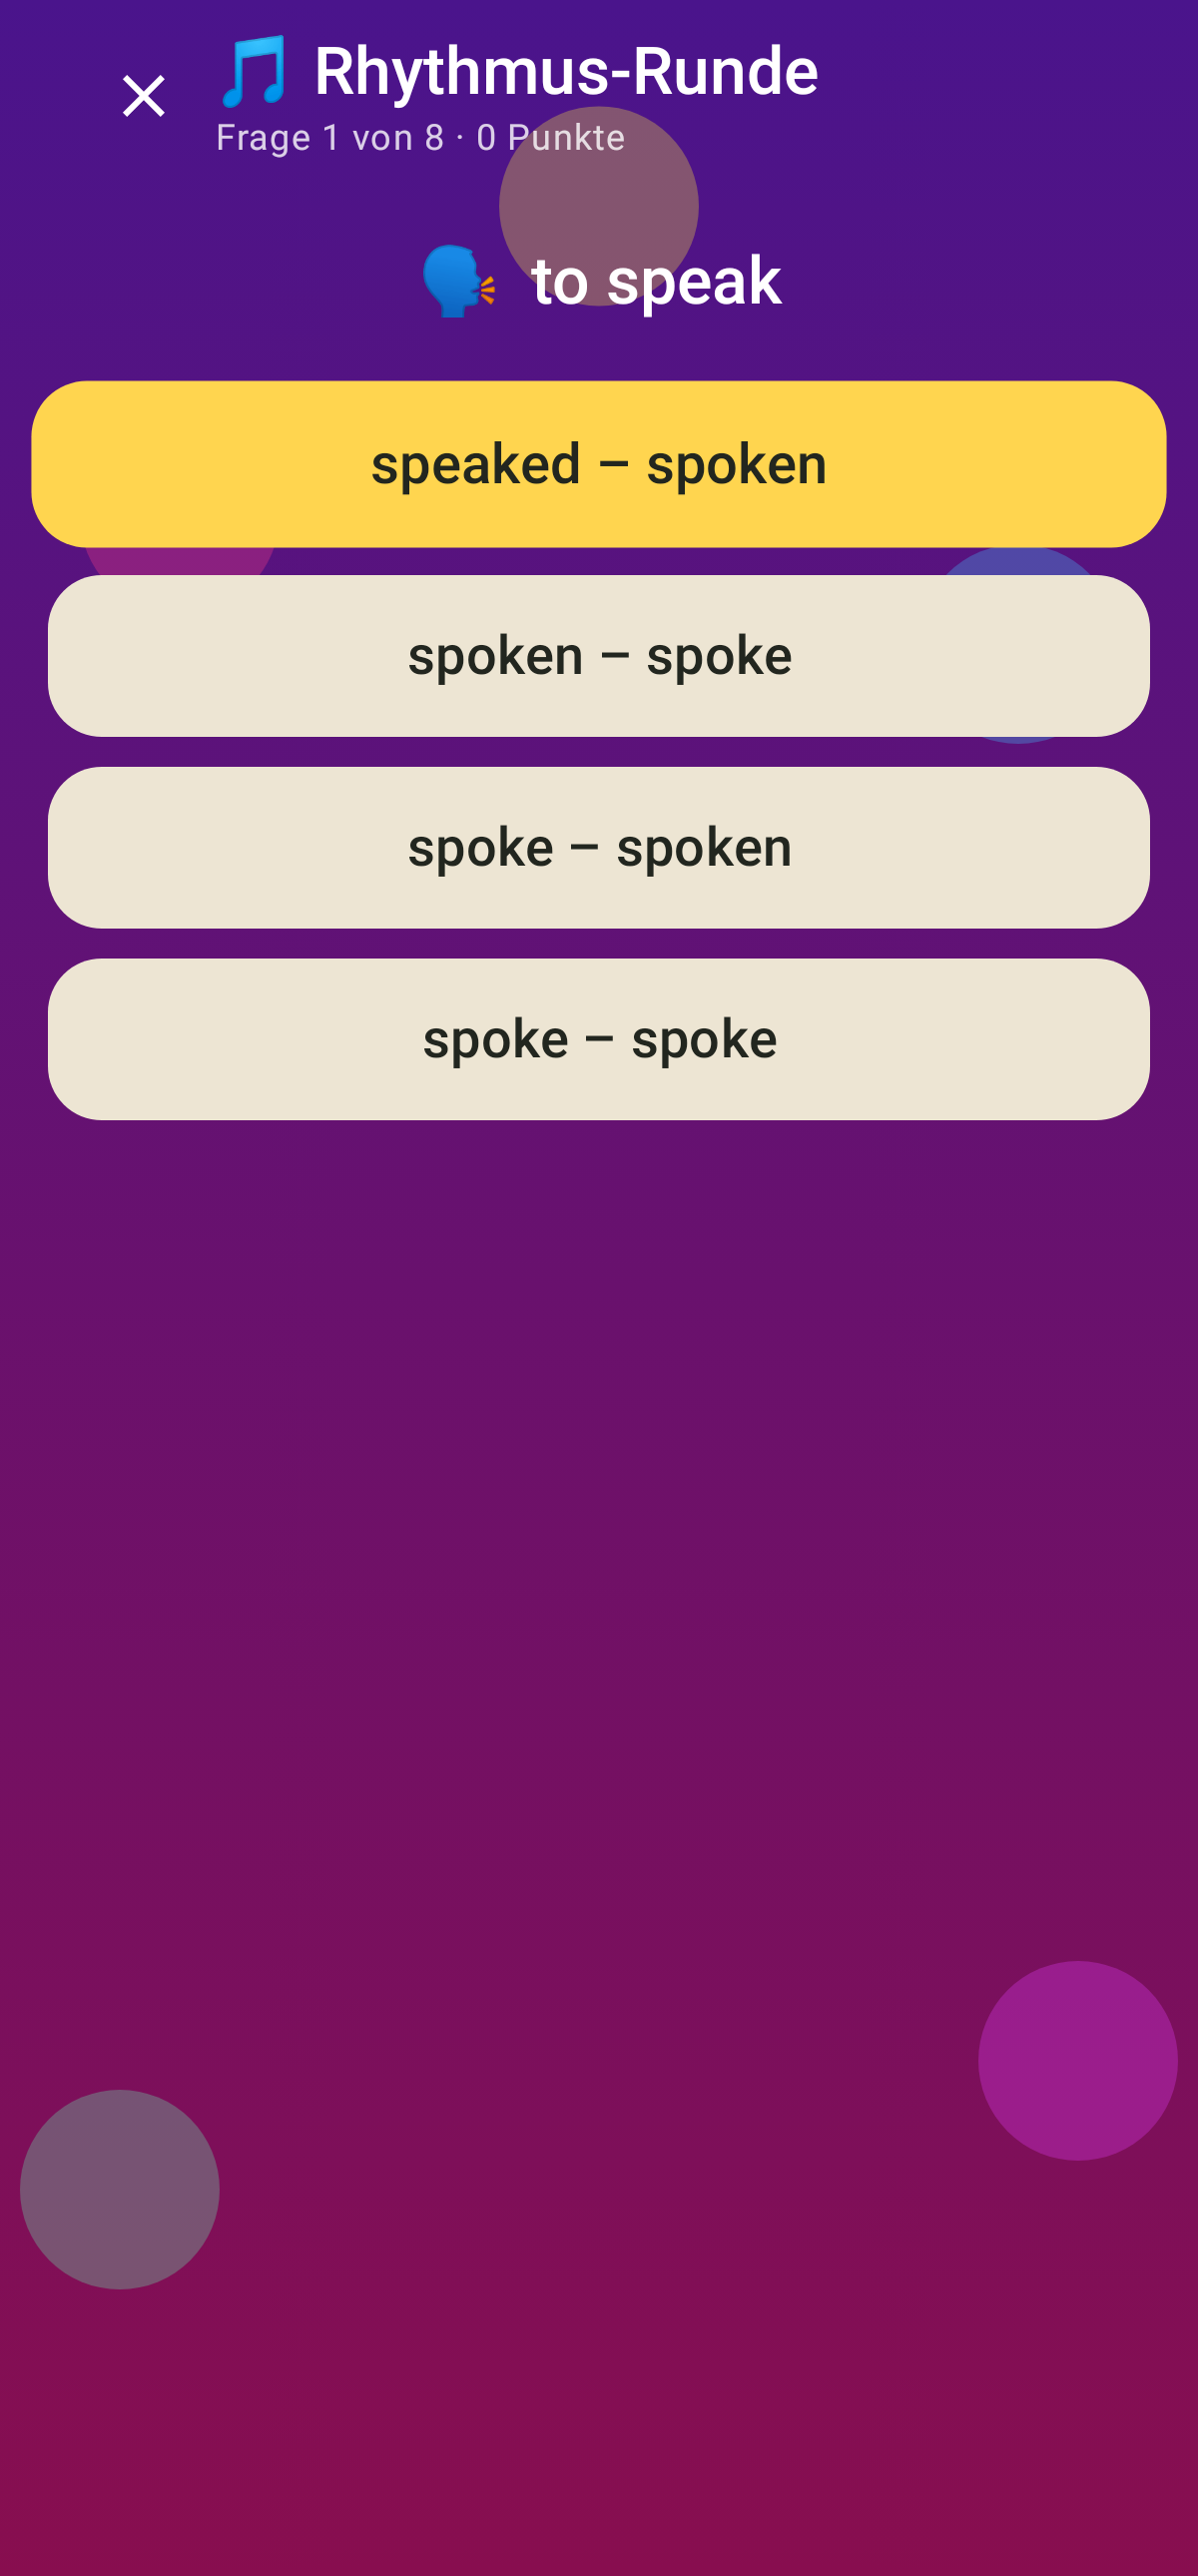 🎵 Rhythmus-Runde
Frage 1 von 8 · 0 Punkte
🗣️ to speak
speaked – spoken
spoken – spoke
spoke – spoken
spoke – spoke